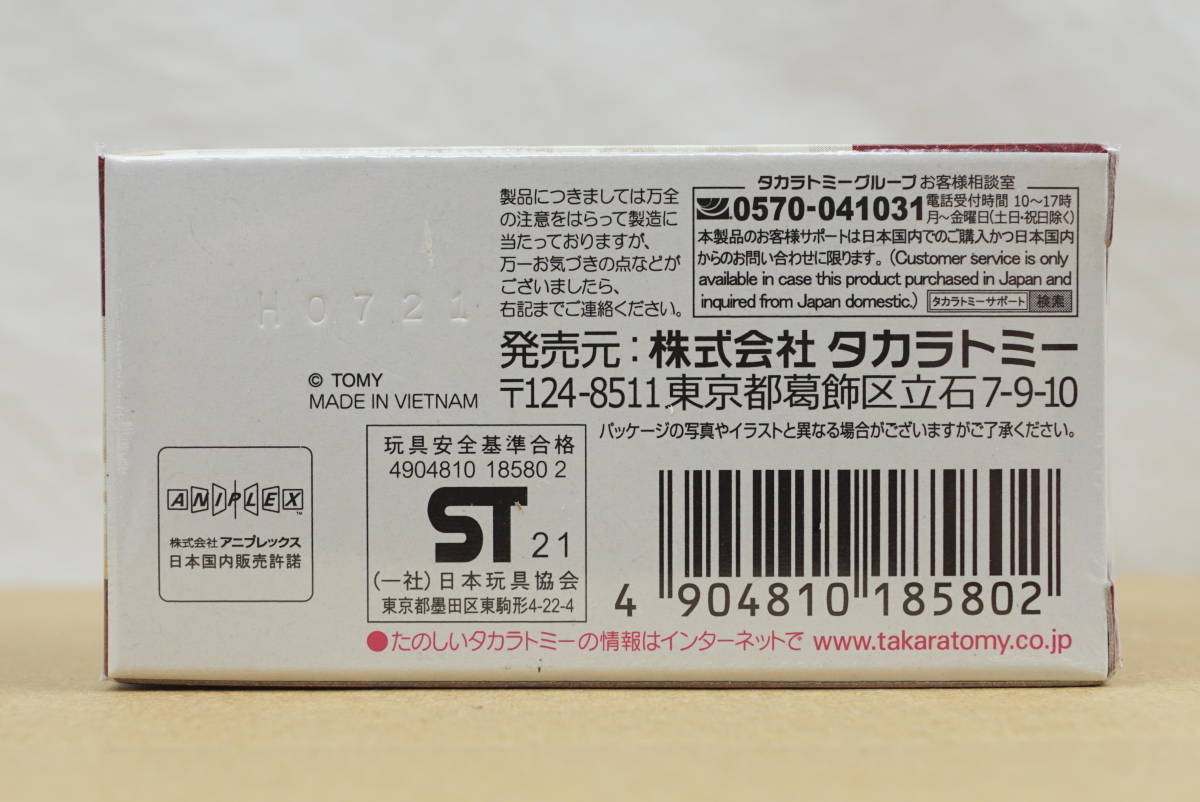 製品につきましては万全
の注意をはらって製造に
当たっておりますが、
万一お気づきの点などが
ございましたら、
右記までご連絡ください。
タカラトミーグループ お客様相談室
0570-041031 電話受付時間 10〜17時
月〜金曜日(土日・祝日除く)
本製品のお客様サポートは日本国内でのご購入かつ日本国内
からのお問い合わせに限ります。(Customer service is only
available in case this product purchased in Japan and
inquired from Japan domestic.) タカラトミーサポート 検索
H0721
発売元：株式会社 タカラトミー
© TOMY
MADE IN VIETNAM
〒124-8511 東京都葛飾区立石7-9-10
パッケージの写真やイラストと異なる場合がございますがご了承ください。
ANIPLEX ™
株式会社 アニプレックス
日本国内販売許諾
玩具安全基準合格
4904810 18580 2
ST 21
(一社)日本玩具協会
東京都墨田区東駒形4-22-4
4 904810 185802
●たのしいタカラトミーの情報はインターネットで www.takaratomy.co.jp